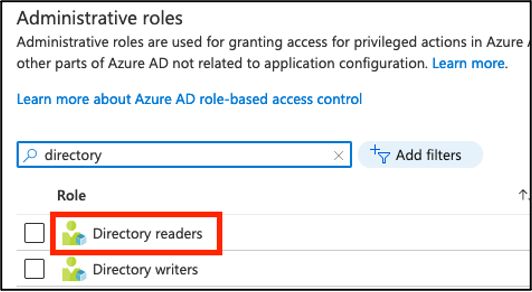 Administrative roles
Administrative roles are used for granting access for privileged actions in Azure
other parts of Azure AD not related to application configuration. Learn more.
Learn more about Azure AD role-based access control
directory
Add filters
Role
Directory readers
Directory writers